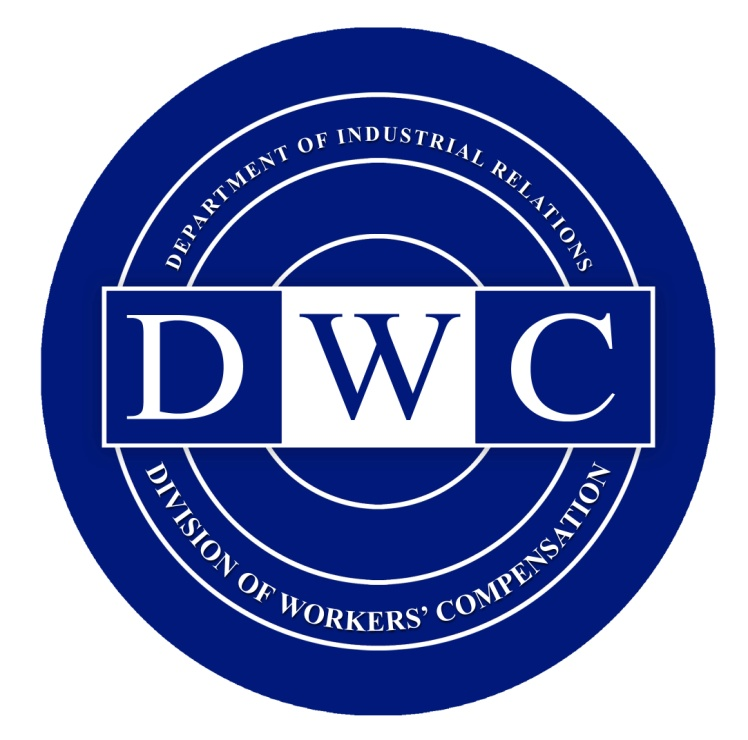 DEPARTMENT OF INDUSTRIAL RELATIONS
DWC
DIVISION OF WORKERS’ COMPENSATION